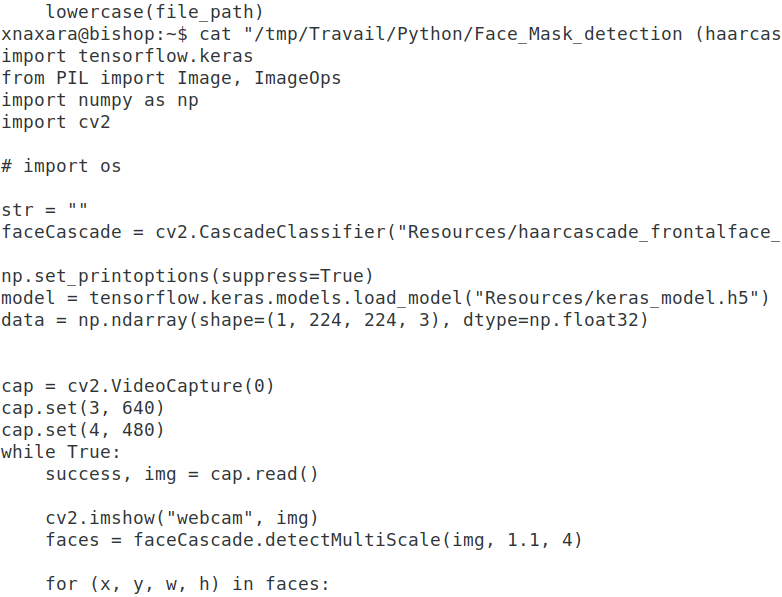 lowercase(file_path)
xnaxara@bishop:~$ cat "/tmp/Travail/Python/Face_Mask_detection (haarcas
import tensorflow.keras
from PIL import Image, ImageOps
import numpy as np
import cv2

# import os

str = ""
faceCascade = cv2.CascadeClassifier("Resources/haarcascade_frontalface_

np.set_printoptions(suppress=True)
model = tensorflow.keras.models.load_model("Resources/keras_model.h5")
data = np.ndarray(shape=(1, 224, 224, 3), dtype=np.float32)


cap = cv2.VideoCapture(0)
cap.set(3, 640)
cap.set(4, 480)
while True:
    success, img = cap.read()

    cv2.imshow("webcam", img)
    faces = faceCascade.detectMultiScale(img, 1.1, 4)

    for (x, y, w, h) in faces: